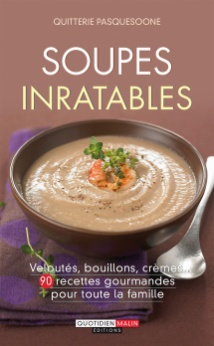 QUITTERIE PASQUESOONE
SOUPES
INRATABLES
Veloutés, bouillons, crèmes...
90 recettes gourmandes
pour toute la famille
QUOTIDIEN MALIN
ÉDITIONS